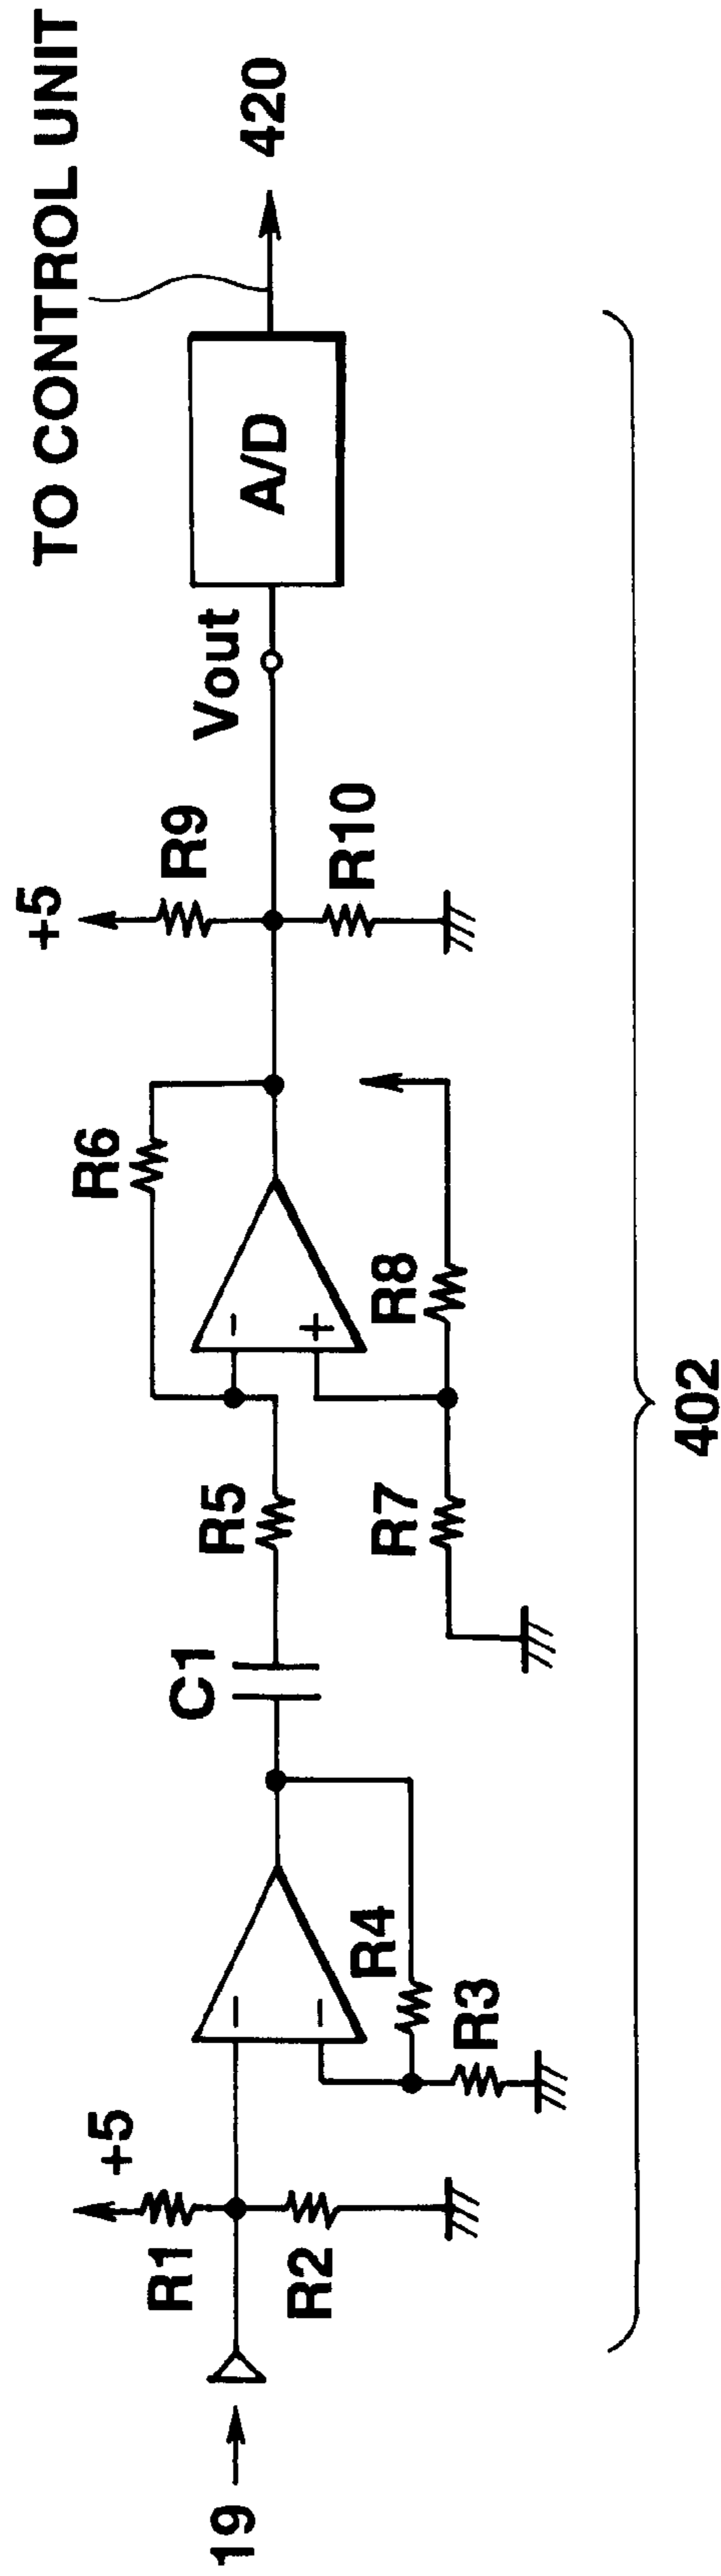 TO CONTROL UNIT
420
A/D
Vout
+5
R9
R10
R6
−
+
R8
R5
R7
C1
−
−
R4
R3
+5
R1
R2
19
402